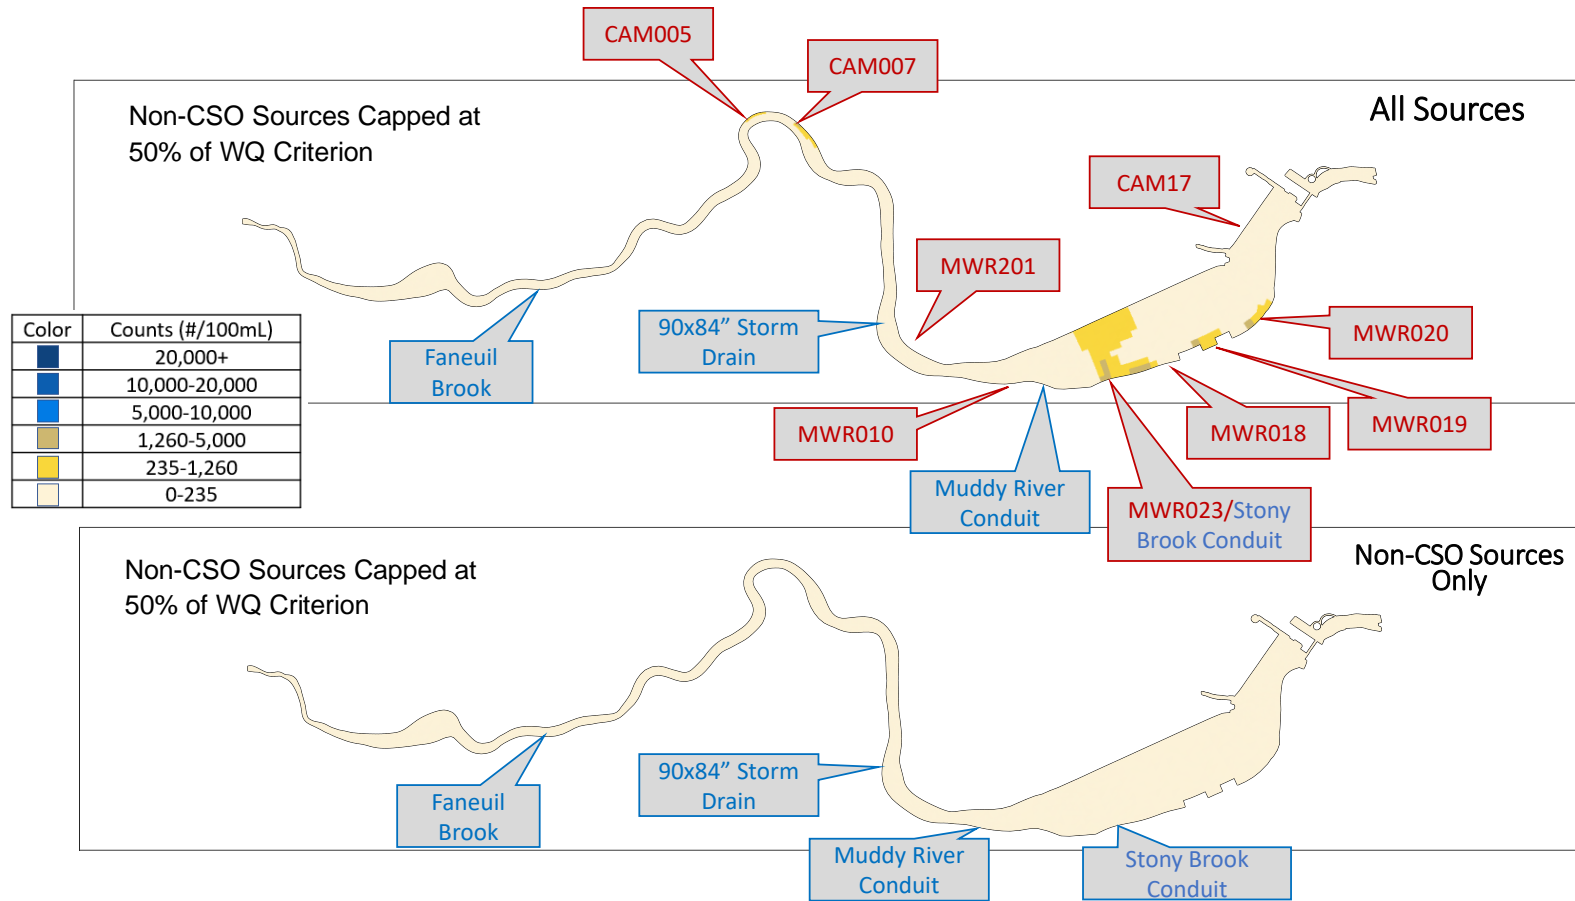 CAM005
CAM007
Non-CSO Sources Capped at
50% of WQ Criterion
All Sources
CAM17
MWR201
90x84” Storm
Drain
MWR020
Faneuil
Brook
Color Counts (#/100mL)
20,000+
10,000-20,000
5,000-10,000
1,260-5,000
235-1,260
0-235
MWR010
MWR018
MWR019
Muddy River
Conduit
MWR023/Stony
Brook Conduit
Non-CSO Sources Capped at
50% of WQ Criterion
Non-CSO Sources
Only
90x84” Storm
Drain
Faneuil
Brook
Muddy River
Conduit
Stony Brook
Conduit